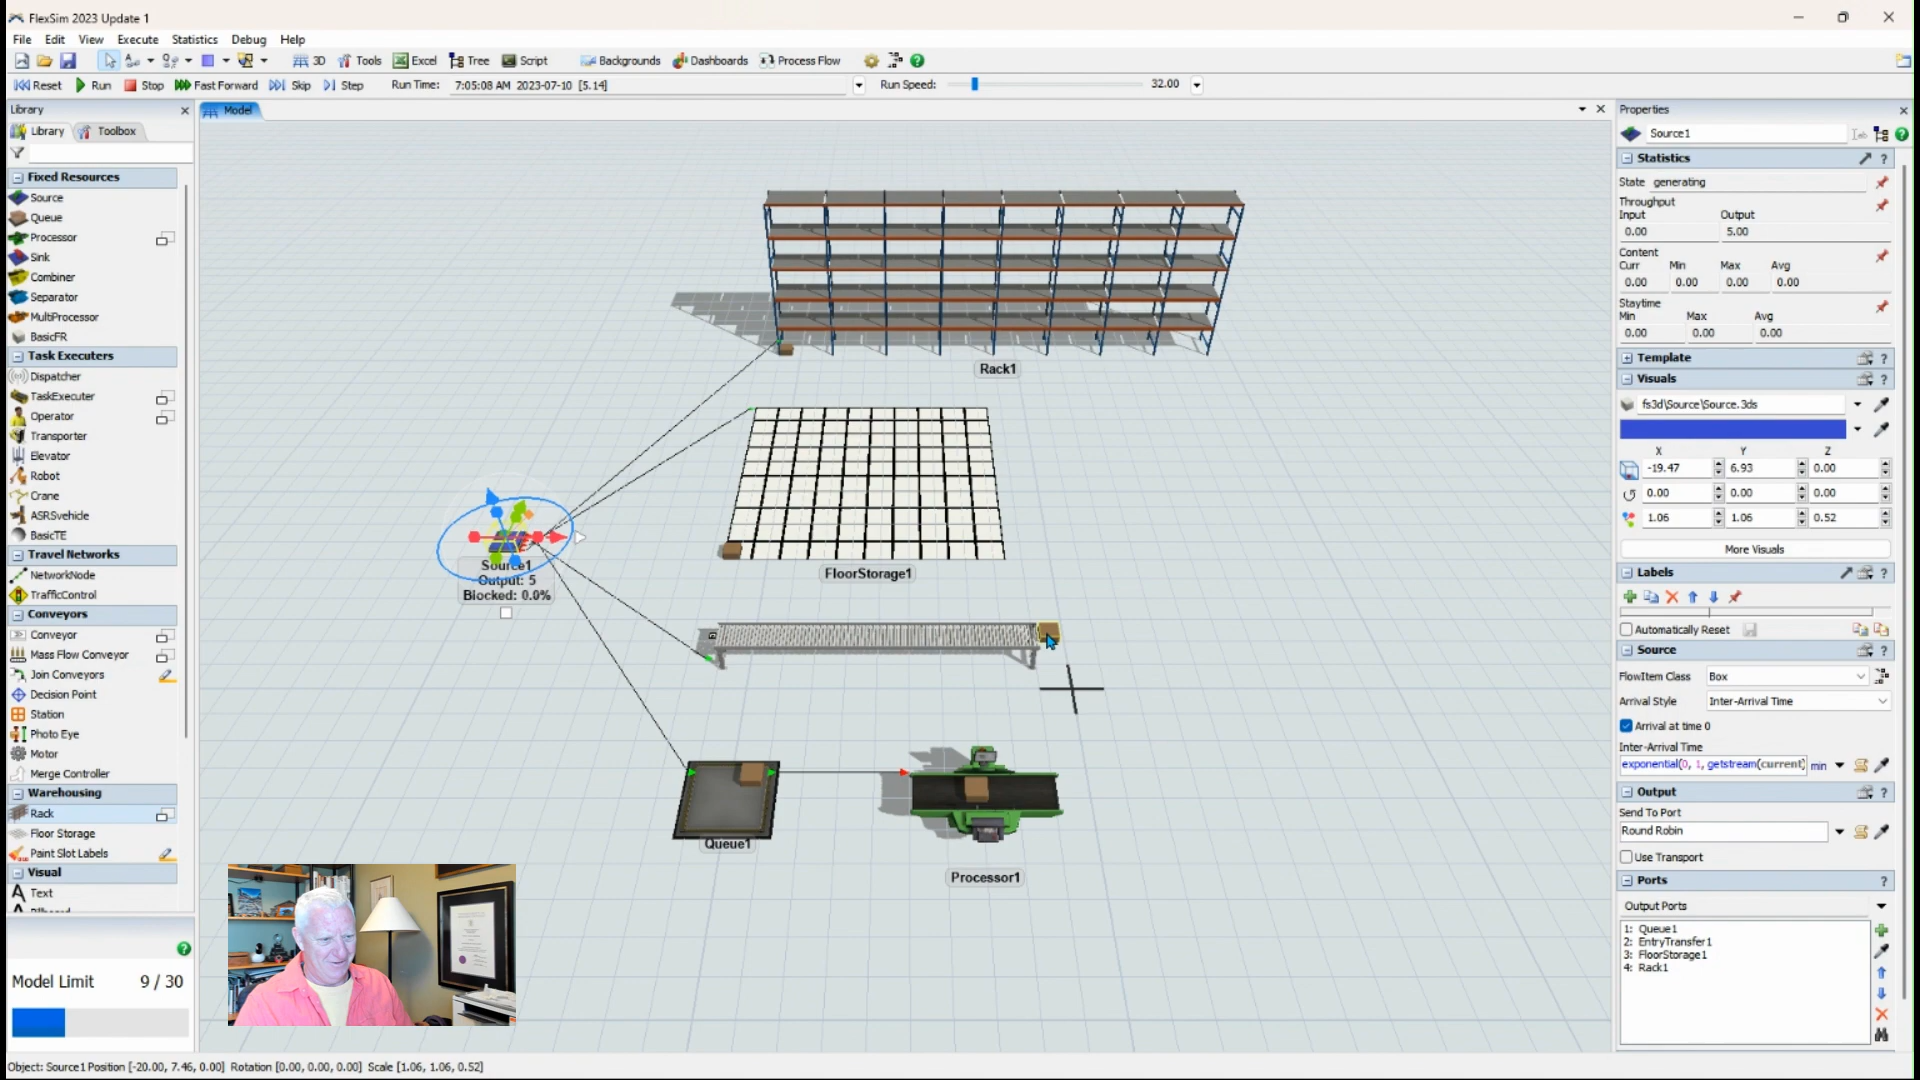 FlexSim 2023 Update 1
File Edit View Execute Statistics Debug Help
3D Tools Excel Tree Script Backgrounds Dashboards Process Flow
Reset Run Stop Fast Forward Skip Step Run Time: 7:05:08 AM 2023-07-10 [5.14] Run Speed: 32.00
Library
Library Toolbox
Fixed Resources
Source
Queue
Processor
Sink
Combiner
Separator
MultiProcessor
BasicFR
Task Executers
Dispatcher
TaskExecuter
Operator
Transporter
Elevator
Robot
Crane
ASRSvehicle
BasicTE
Travel Networks
NetworkNode
TrafficControl
Conveyors
Conveyor
Mass Flow Conveyor
Join Conveyors
Decision Point
Station
Photo Eye
Motor
Merge Controller
Warehousing
Rack
Floor Storage
Paint Slot Labels
Visual
Text
Model Limit 9 / 30
Model
Rack1
FloorStorage1
Source1
Output: 5
Blocked: 0.0%
Queue1
Processor1
Properties
Source1
Statistics
State generating
Throughput
Input Output
0.00 5.00
Content
Curr Min Max Avg
0.00 0.00 0.00 0.00
Staytime
Min Max Avg
0.00 0.00 0.00
Template
Visuals
fs3d\Source\Source.3ds
X Y Z
-19.47 6.93 0.00
0.00 0.00 0.00
1.06 1.06 0.52
More Visuals
Labels
Automatically Reset
Source
FlowItem Class Box
Arrival Style Inter-Arrival Time
Arrival at time 0
Inter-Arrival Time
exponential(0, 1, getstream(current) min
Output
Send To Port
Round Robin
Use Transport
Ports
Output Ports
1: Queue1
2: EntryTransfer1
3: FloorStorage1
4: Rack1
Object: Source1 Position [-20.00, 7.46, 0.00] Rotation [0.00, 0.00, 0.00] Scale [1.06, 1.06, 0.52]